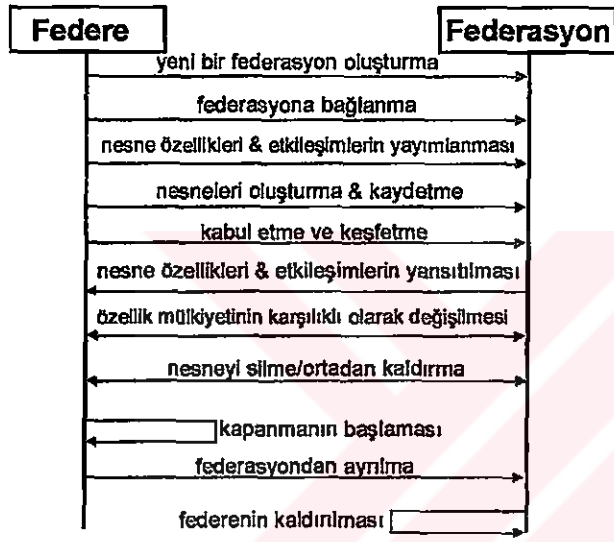 Federe
Federasyon
yeni bir federasyon oluşturma
federasyona bağlanma
nesne özellikleri & etkileşimlerin yayımlanması
nesneleri oluşturma & kaydetme
kabul etme ve keşfetme
nesne özellikleri & etkileşimlerin yansıtılması
özellik mülkiyetinin karşılıklı olarak değişilmesi
nesneyi silme/ortadan kaldırma
kapanmanın başlaması
federasyondan ayrılma
federenin kaldırılması